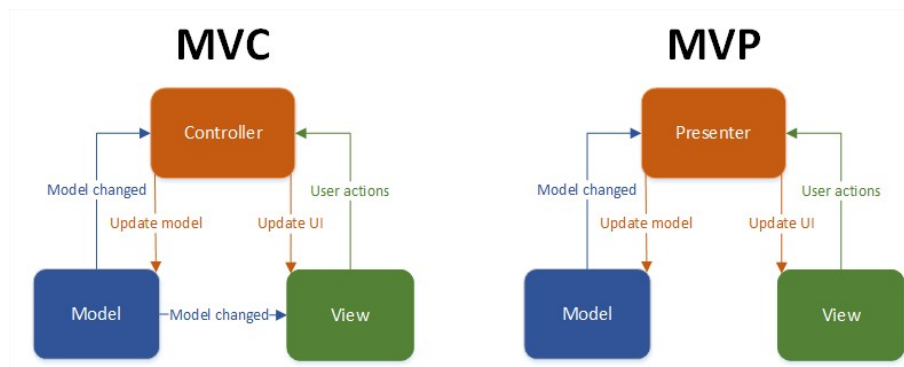 MVC
Controller
Model changed
User actions
Update model
Update UI
Model
Model changed
View
MVP
Presenter
Model changed
User actions
Update model
Update UI
Model
View